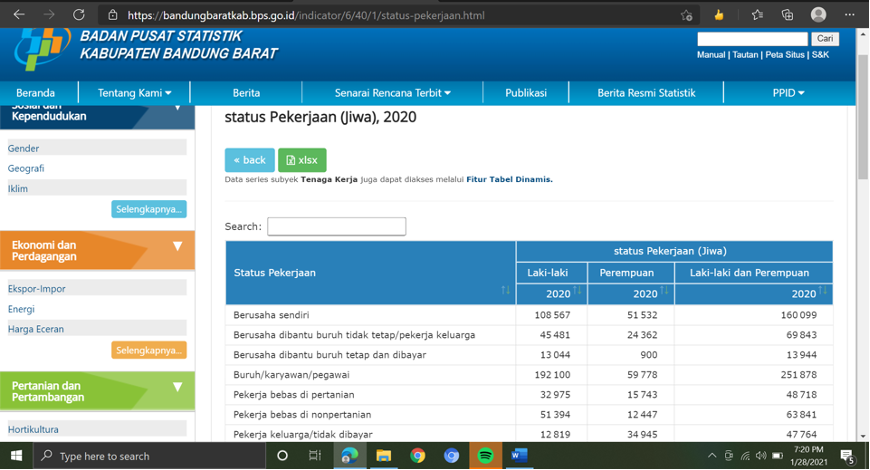 https://bandungbaratkab.bps.go.id/indicator/6/40/1/status-pekerjaan.html
BADAN PUSAT STATISTIK
KABUPATEN BANDUNG BARAT
Cari
Manual | Tautan | Peta Situs | S&K
Beranda Tentang Kami Berita Senarai Rencana Terbit Publikasi Berita Resmi Statistik PPID
Sosial dan
Kependudukan
Gender
Geografi
Iklim
Selengkapnya...
Ekonomi dan
Perdagangan
Ekspor-Impor
Energi
Harga Eceran
Selengkapnya...
Pertanian dan
Pertambangan
Hortikultura
status Pekerjaan (Jiwa), 2020
« back xlsx
Data series subyek Tenaga Kerja juga dapat diakses melalui Fitur Tabel Dinamis.
Search:
Status Pekerjaan status Pekerjaan (Jiwa)
Laki-laki Perempuan Laki-laki dan Perempuan
2020 2020 2020
Berusaha sendiri 108 567 51 532 160 099
Berusaha dibantu buruh tidak tetap/pekerja keluarga 45 481 24 362 69 843
Berusaha dibantu buruh tetap dan dibayar 13 044 900 13 944
Buruh/karyawan/pegawai 192 100 59 778 251 878
Pekerja bebas di pertanian 32 975 15 743 48 718
Pekerja bebas di nonpertanian 51 394 12 447 63 841
Pekerja keluarga/tidak dibayar 12 819 34 945 47 764
Type here to search
7:20 PM
1/28/2021
5